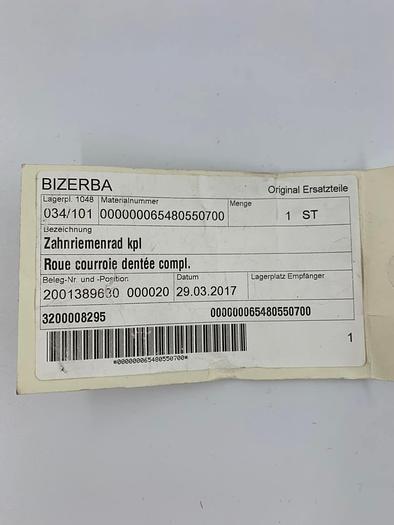 BIZERBA Original Ersatzteile
Lagerpl. 1048 Materialnummer Menge
034/101 000000065480550700 1 ST
Bezeichnung
Zahnriemenrad kpl
Roue courroie dentée compl.
Beleg-Nr. und -Position Datum Lagerplatz Empfänger
2001389630 000020 29.03.2017
3200008295 000000065480550700
1
*000000065480550700*